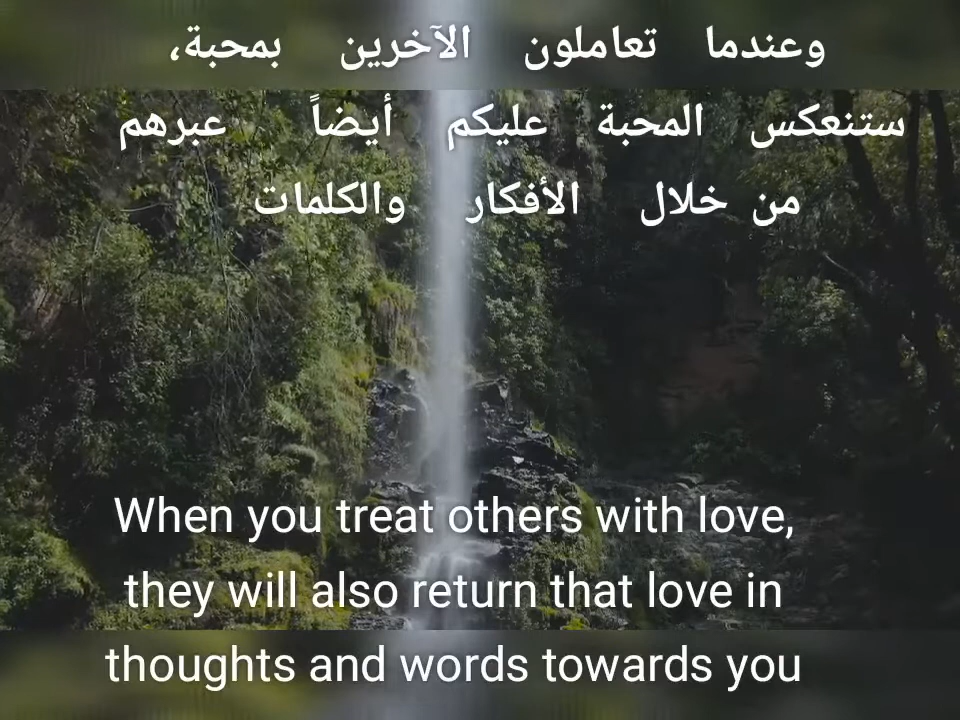 وعندما تعاملون الآخرين بمحبة،
ستنعكس المحبة عليكم أيضاً عبرهم
من خلال الأفكار والكلمات
When you treat others with love,
they will also return that love in
thoughts and words towards you